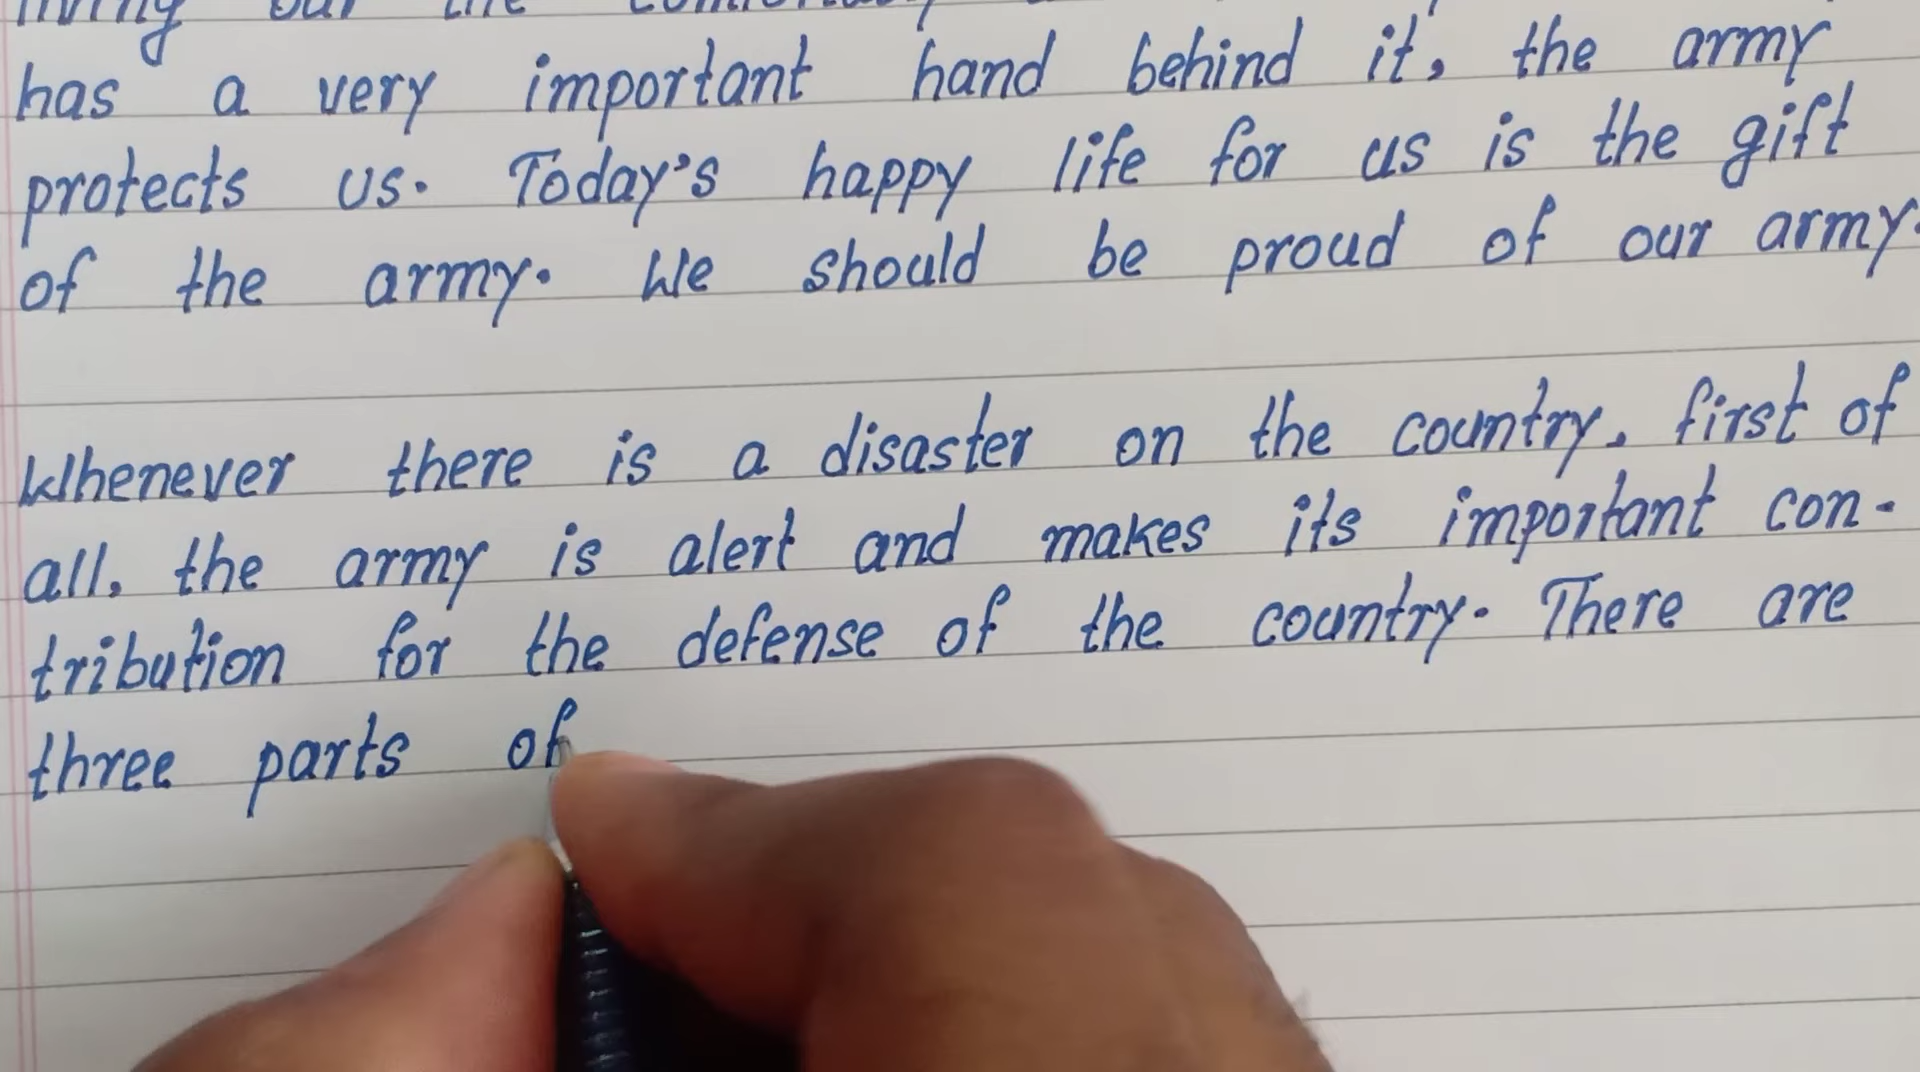 living our life
has a very important hand behind it, the army
protects us. Today's happy life for us is the gift
of the army. We should be proud of our army.
Whenever there is a disaster on the country, first of
all, the army is alert and makes its important con-
tribution for the defense of the country. There are
three parts of